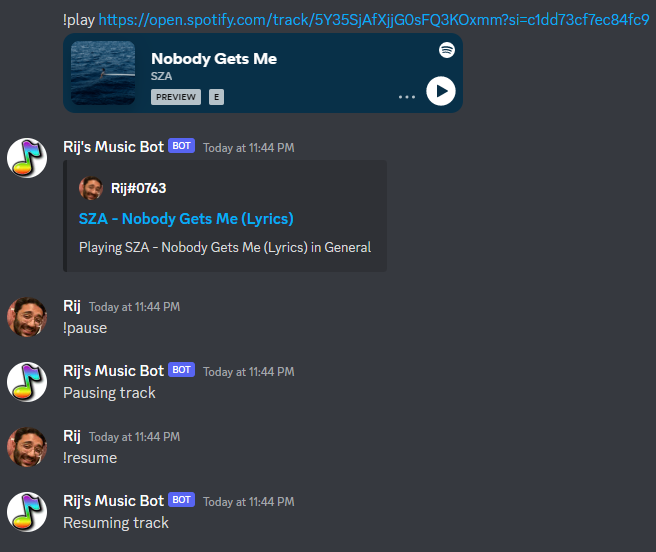 !play https://open.spotify.com/track/5Y35SjAfXjjG0sFQ3KOxmm?si=c1dd73cf7ec84fc9
Nobody Gets Me
SZA
PREVIEW E
Rij's Music Bot BOT Today at 11:44 PM
Rij#0763
SZA - Nobody Gets Me (Lyrics)
Playing SZA - Nobody Gets Me (Lyrics) in General
Rij Today at 11:44 PM
!pause
Rij's Music Bot BOT Today at 11:44 PM
Pausing track
Rij Today at 11:44 PM
!resume
Rij's Music Bot BOT Today at 11:44 PM
Resuming track